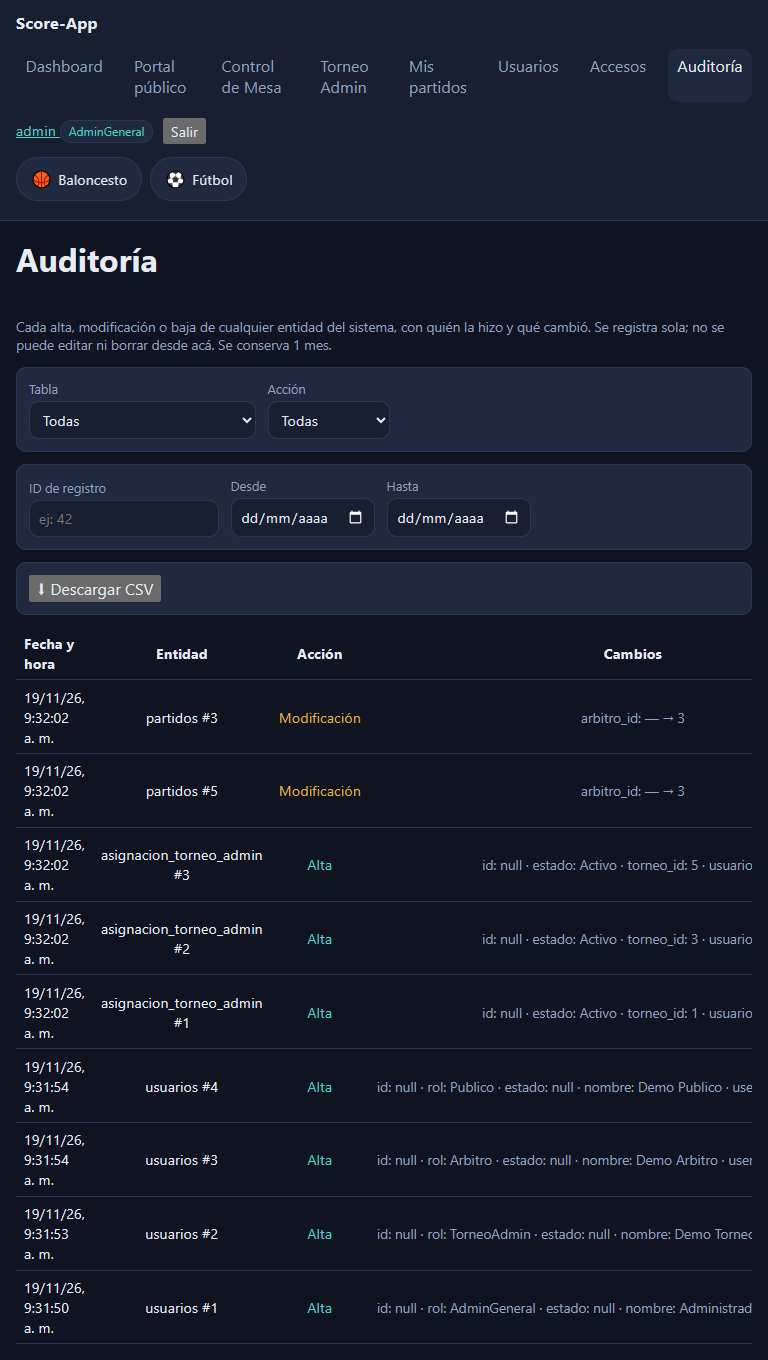 Score-App
Dashboard
Portal público
Control de Mesa
Torneo Admin
Mis partidos
Usuarios
Accesos
Auditoría
admin AdminGeneral Salir
Baloncesto
Fútbol
Auditoría
Cada alta, modificación o baja de cualquier entidad del sistema, con quién la hizo y qué cambió. Se registra sola; no se
puede editar ni borrar desde acá. Se conserva 1 mes.
Tabla
Todas
Acción
Todas
ID de registro
ej: 42
Desde
dd/mm/aaaa
Hasta
dd/mm/aaaa
⬇ Descargar CSV
Fecha y hora Entidad Acción Cambios
19/11/26, 9:32:02 a. m. partidos #3 Modificación arbitro_id: — → 3
19/11/26, 9:32:02 a. m. partidos #5 Modificación arbitro_id: — → 3
19/11/26, 9:32:02 a. m. asignacion_torneo_admin #3 Alta id: null · estado: Activo · torneo_id: 5 · usuario
19/11/26, 9:32:02 a. m. asignacion_torneo_admin #2 Alta id: null · estado: Activo · torneo_id: 3 · usuario
19/11/26, 9:32:02 a. m. asignacion_torneo_admin #1 Alta id: null · estado: Activo · torneo_id: 1 · usuario
19/11/26, 9:31:54 a. m. usuarios #4 Alta id: null · rol: Publico · estado: null · nombre: Demo Publico · use
19/11/26, 9:31:54 a. m. usuarios #3 Alta id: null · rol: Arbitro · estado: null · nombre: Demo Arbitro · user
19/11/26, 9:31:53 a. m. usuarios #2 Alta id: null · rol: TorneoAdmin · estado: null · nombre: Demo Torneo
19/11/26, 9:31:50 a. m. usuarios #1 Alta id: null · rol: AdminGeneral · estado: null · nombre: Administrad